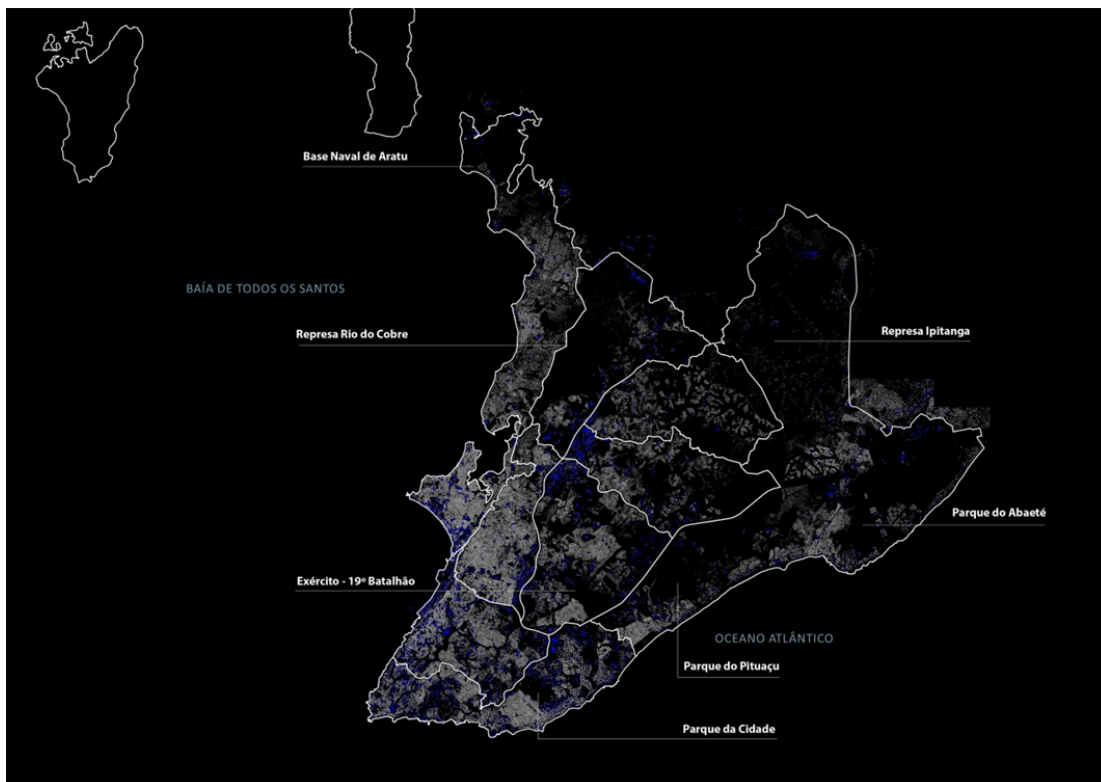 Base Naval de Aratu
BAÍA DE TODOS OS SANTOS
Represa Rio do Cobre
Represa Ipitanga
Parque do Abaeté
Exército - 19º Batalhão
OCEANO ATLÂNTICO
Parque do Pituaçu
Parque da Cidade